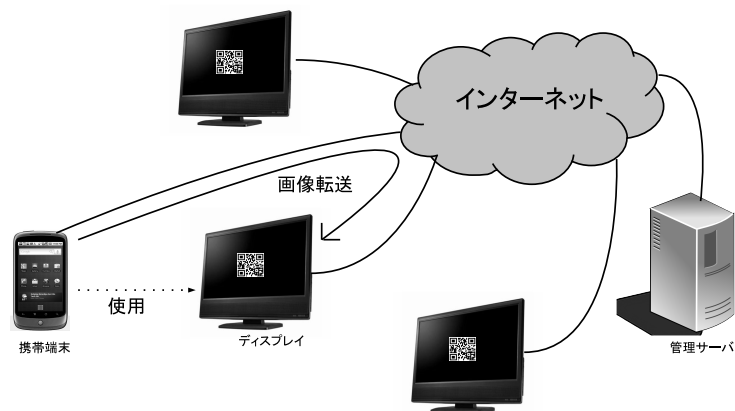 インターネット
画像転送
使用
携帯端末
ディスプレイ
管理サーバ